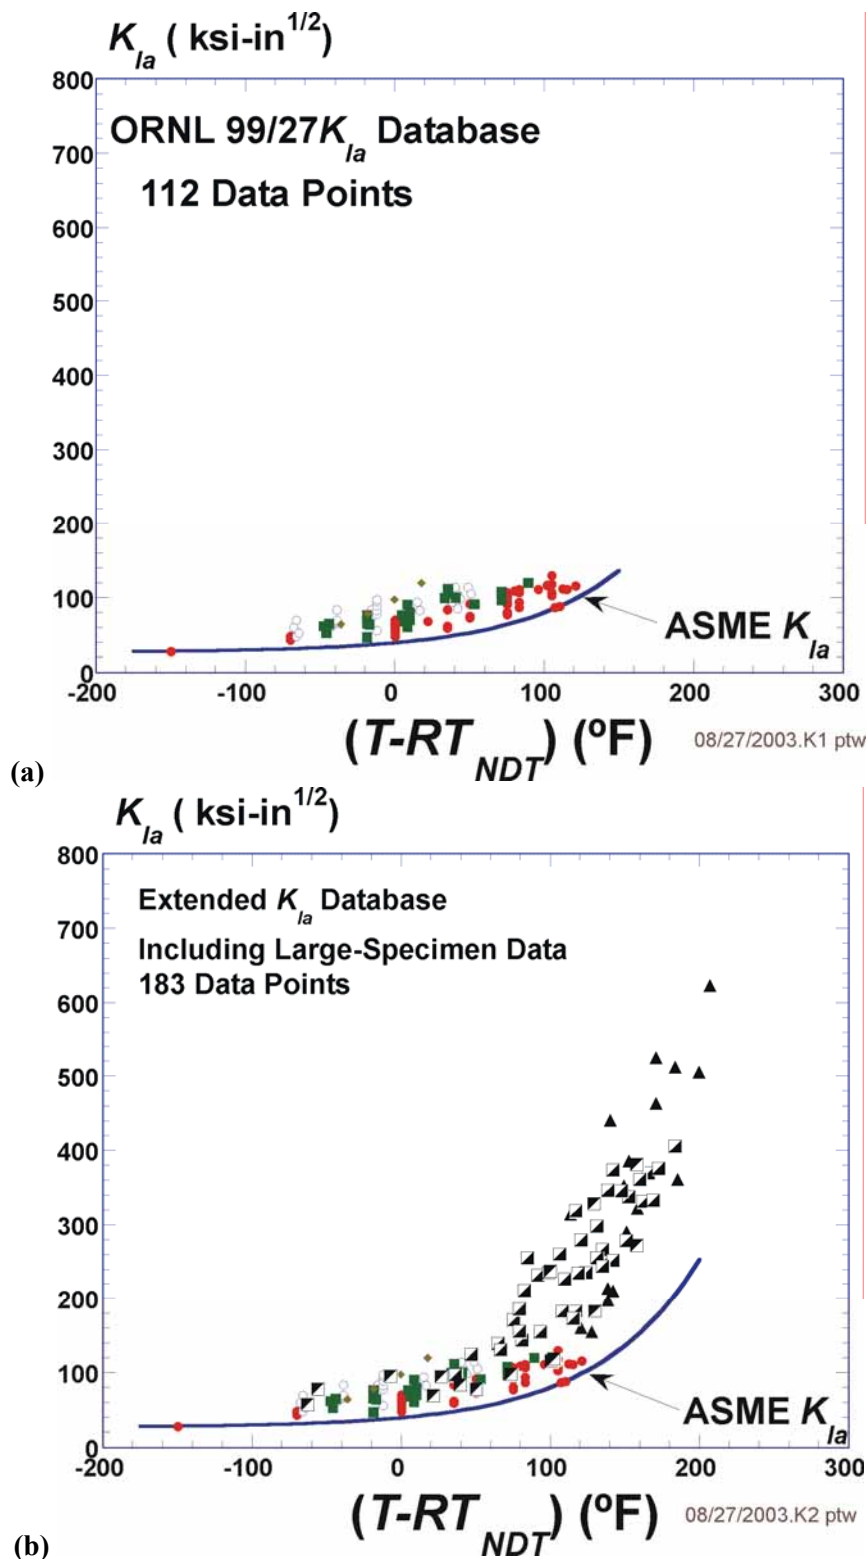 K_Ia ( ksi-in^1/2)
800
700
600
500
400
300
200
100
0
ORNL 99/27K_Ia Database
112 Data Points
ASME K_Ia
-200 -100 0 100 200 300
(T-RT_NDT) (ºF)
08/27/2003.K1 ptw
(a)
K_Ia ( ksi-in^1/2)
800
700
600
500
400
300
200
100
0
Extended K_Ia Database
Including Large-Specimen Data
183 Data Points
ASME K_Ia
-200 -100 0 100 200 300
(T-RT_NDT) (ºF)
08/27/2003.K2 ptw
(b)